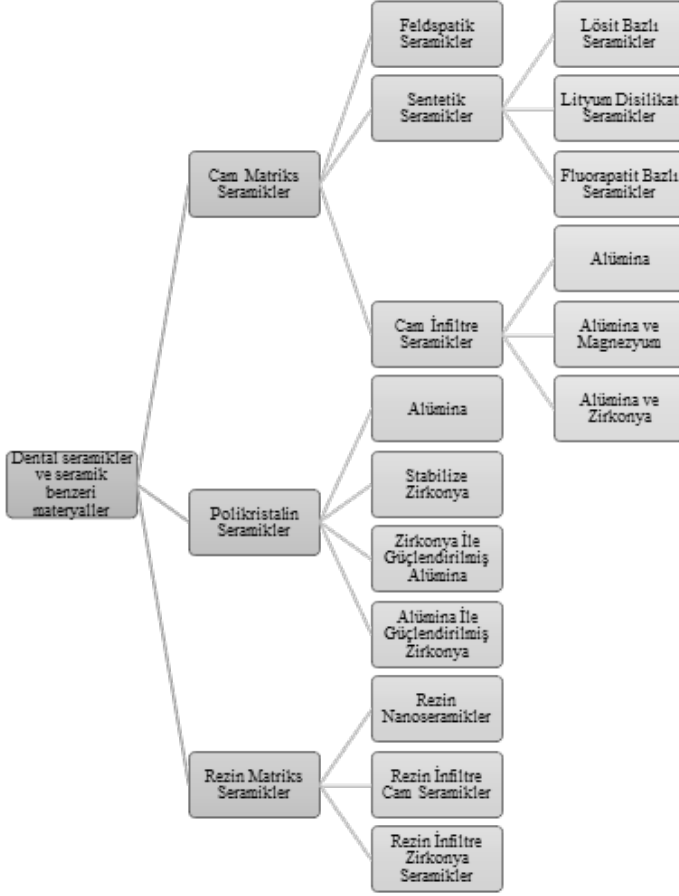 Dental seramikler
ve seramik
benzeri
materyaller
Cam Matriks
Seramikler
Feldspatik
Seramikler
Sentetik
Seramikler
Lösit Bazlı
Seramikler
Lityum Disilikat
Seramikler
Fluorapatit Bazlı
Seramikler
Cam İnfiltre
Seramikler
Alümina
Alümina ve
Magnezyum
Alümina ve
Zirkonya
Polikristalin
Seramikler
Alümina
Stabilize
Zirkonya
Zirkonya İle
Güçlendirilmiş
Alümina
Alümina İle
Güçlendirilmiş
Zirkonya
Rezin Matriks
Seramikler
Rezin
Nanoseramikler
Rezin İnfiltre
Cam Seramikler
Rezin İnfiltre
Zirkonya
Seramikler